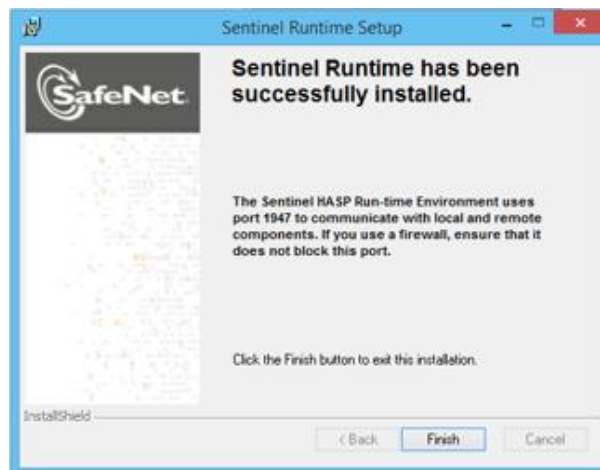 Sentinel Runtime Setup
SafeNet.
Sentinel Runtime has been
successfully installed.
The Sentinel HASP Run-time Environment uses
port 1947 to communicate with local and remote
components. If you use a firewall, ensure that it
does not block this port.
Click the Finish button to exit this installation.
InstallShield
< Back Finish Cancel